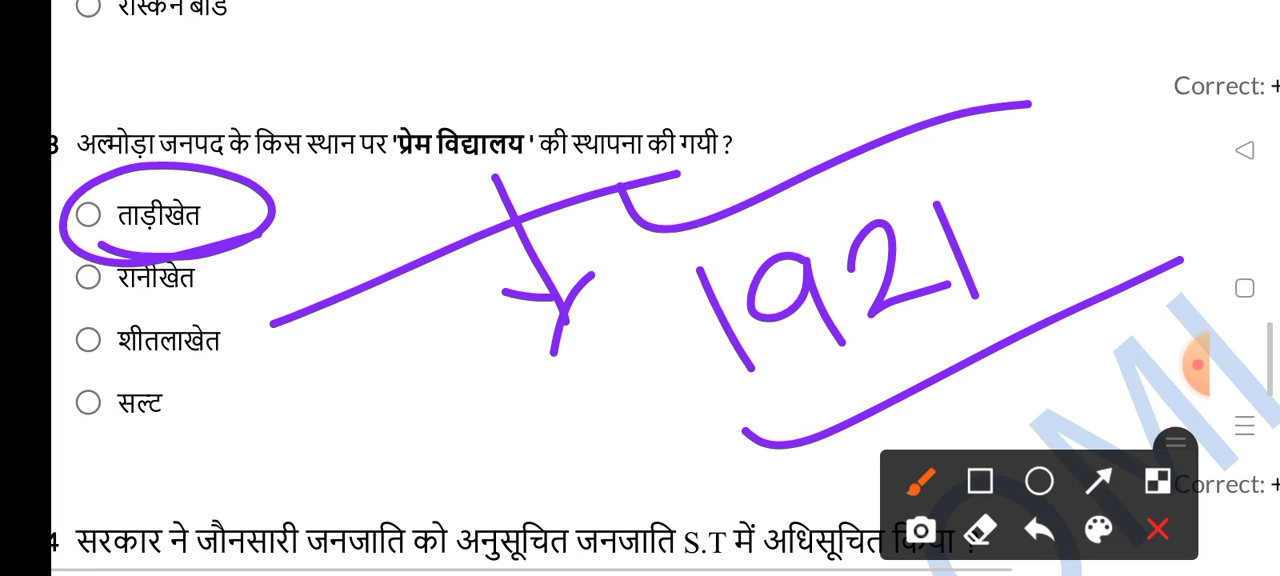 रस्किन बांड
Correct: +
3 अल्मोड़ा जनपद के किस स्थान पर 'प्रेम विद्यालय ' की स्थापना की गयी ?
ताड़ीखेत
रानीखेत
शीतलाखेत
सल्ट
1921
Correct: +
4 सरकार ने जौनसारी जनजाति को अनुसूचित जनजाति S.T में अधिसूचित किया ?